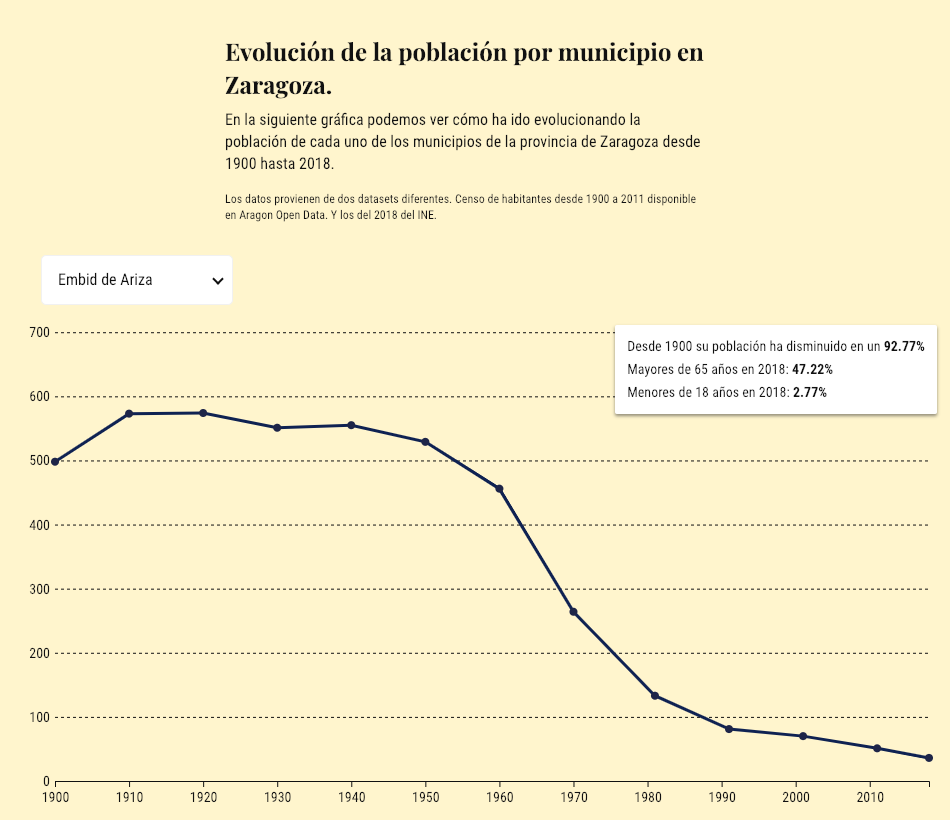 Evolución de la población por municipio en
Zaragoza.
En la siguiente gráfica podemos ver cómo ha ido evolucionando la
población de cada uno de los municipios de la provincia de Zaragoza desde
1900 hasta 2018.
Los datos provienen de dos datasets diferentes. Censo de habitantes desde 1900 a 2011 disponible
en Aragon Open Data. Y los del 2018 del INE.
Embid de Ariza
Desde 1900 su población ha disminuido en un 92.77%
Mayores de 65 años en 2018: 47.22%
Menores de 18 años en 2018: 2.77%
700
600
500
400
300
200
100
0
1900 1910 1920 1930 1940 1950 1960 1970 1980 1990 2000 2010